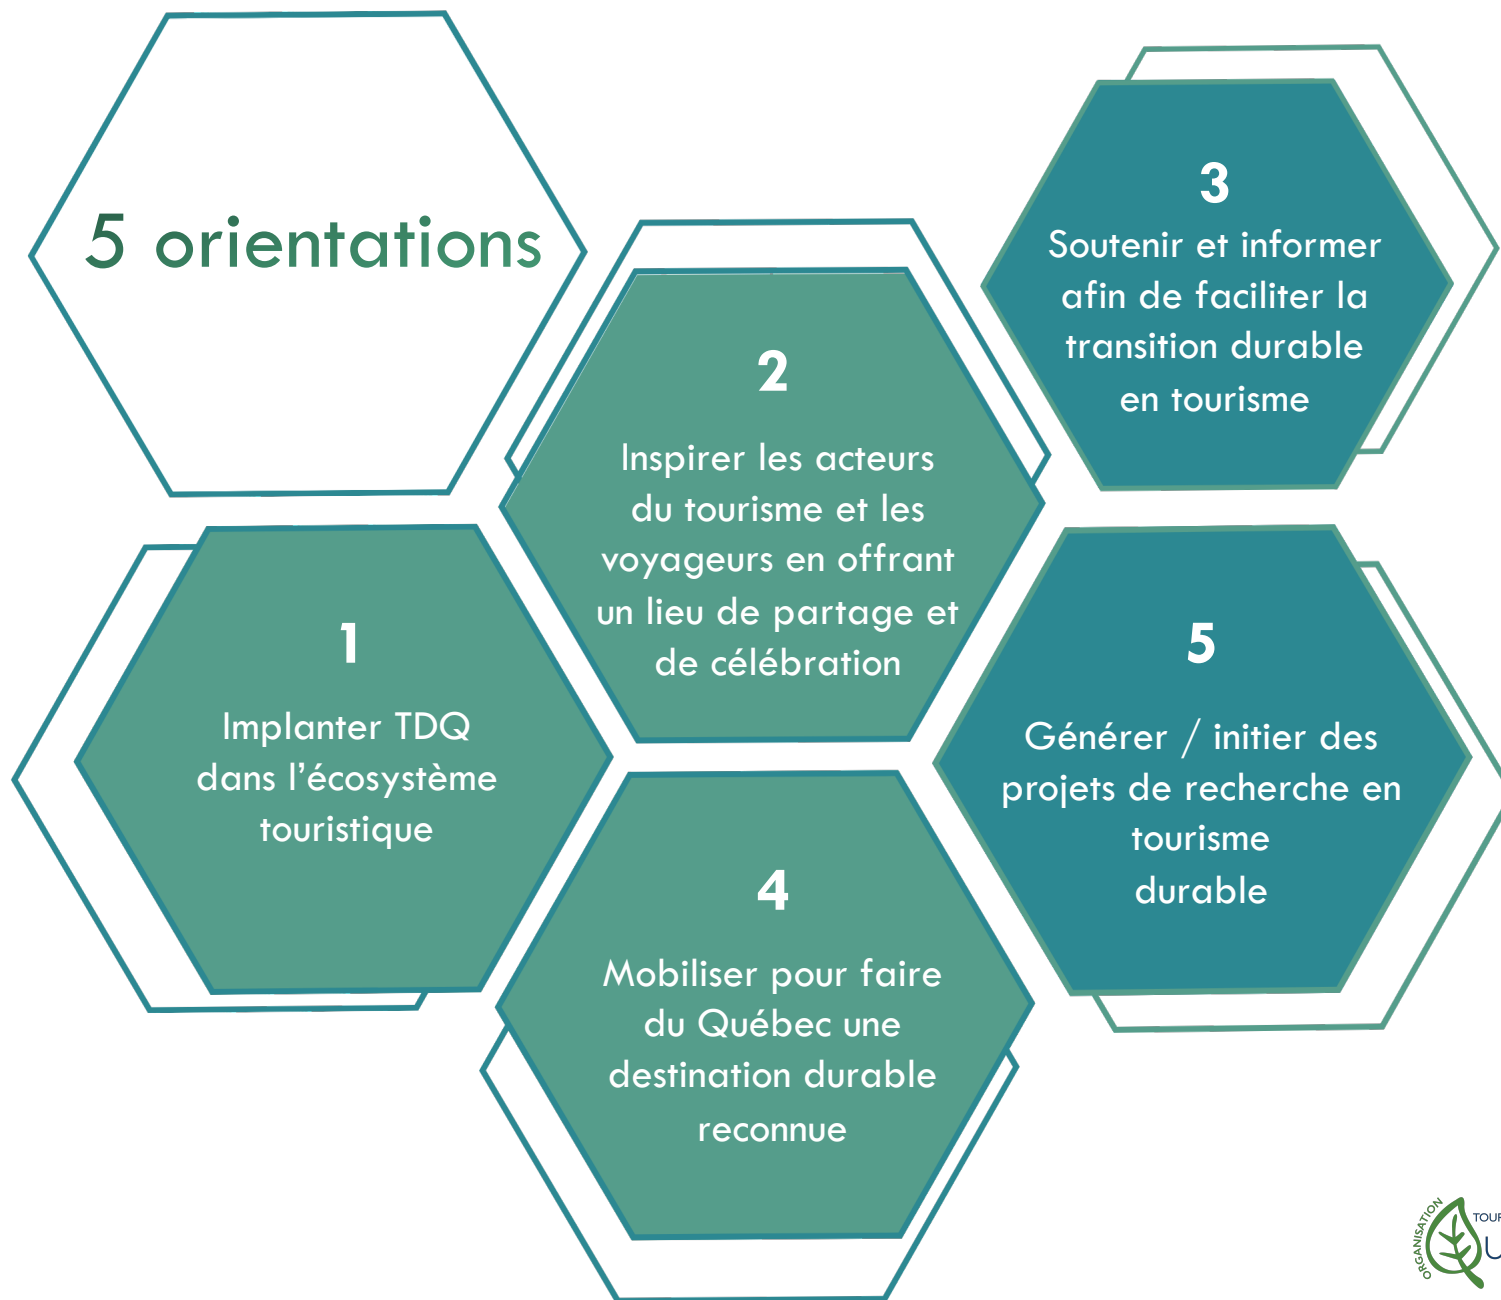 5 orientations
1
Implanter TDQ
dans l’écosystème
touristique
2
Inspirer les acteurs
du tourisme et les
voyageurs en offrant
un lieu de partage et
de célébration
3
Soutenir et informer
afin de faciliter la
transition durable
en tourisme
4
Mobiliser pour faire
du Québec une
destination durable
reconnue
5
Générer / initier des
projets de recherche en
tourisme
durable
ORGANISATION